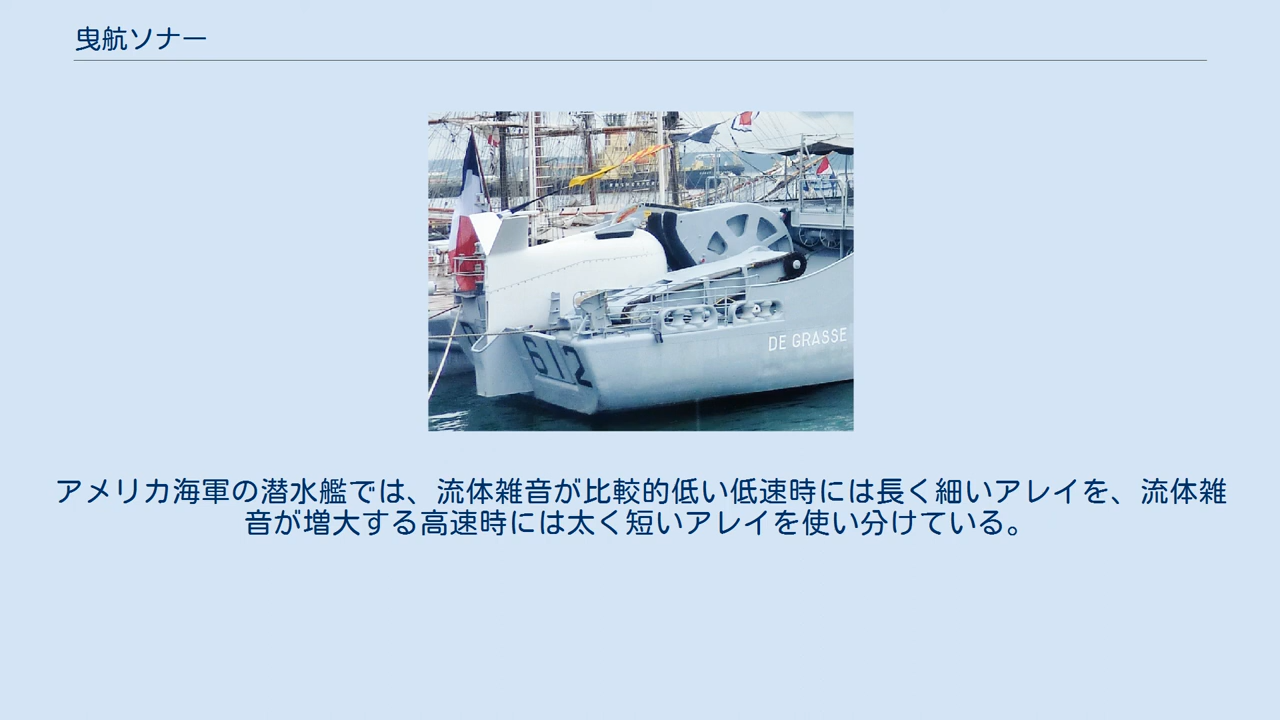 曳航ソナー
612
DE GRASSE
アメリカ海軍の潜水艦では、流体雑音が比較的低い低速時には長く細いアレイを、流体雑
音が増大する高速時には太く短いアレイを使い分けている。